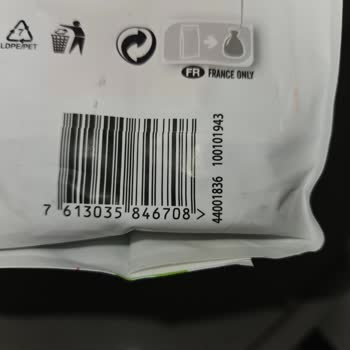 7
LDPE/PET
FR FRANCE ONLY
7 613035 846708 >
44001836 100101943